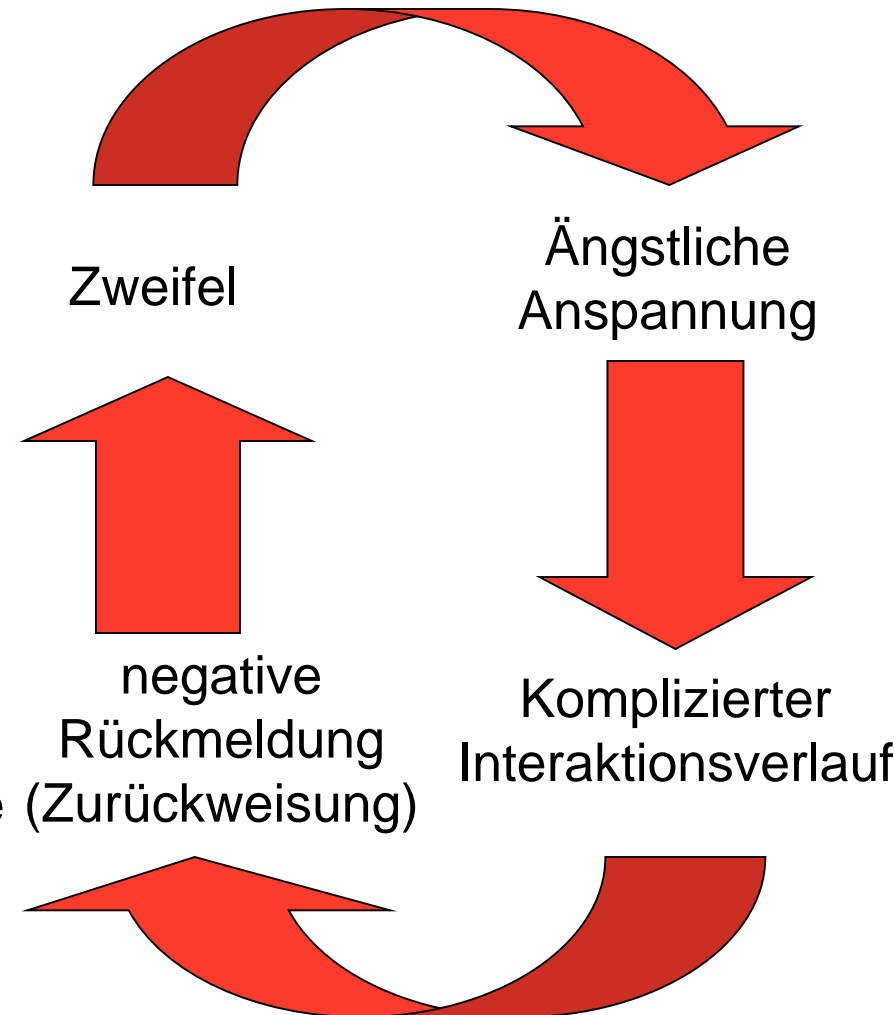 Zweifel
Ängstliche
Anspannung
negative
Rückmeldung
(Zurückweisung)
Komplizierter
Interaktionsverlauf